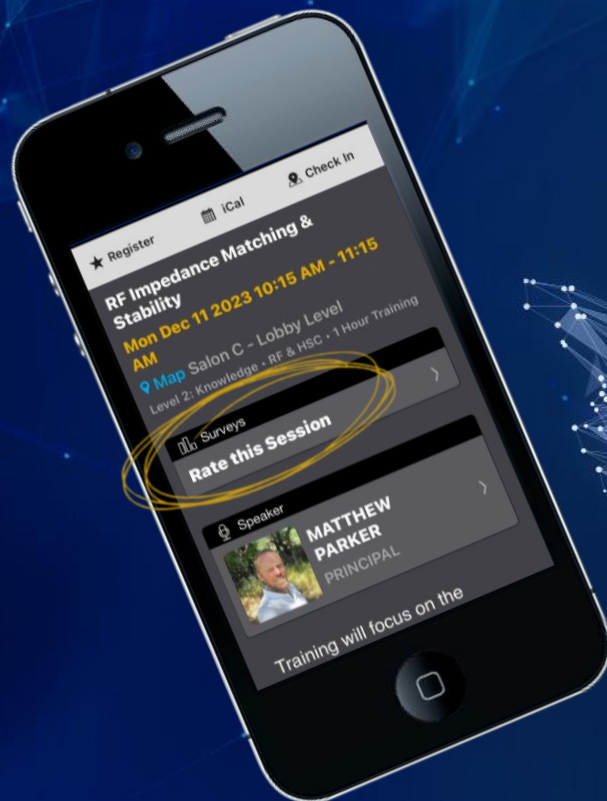 Register
iCal
Check In
RF Impedance Matching &
Stability
Mon Dec 11 2023 10:15 AM - 11:15
AM
Map Salon C - Lobby Level
Level 2: Knowledge • RF & HSC • 1 Hour Training
Surveys
Rate this Session
Speaker
MATTHEW
PARKER
PRINCIPAL
Training will focus on the